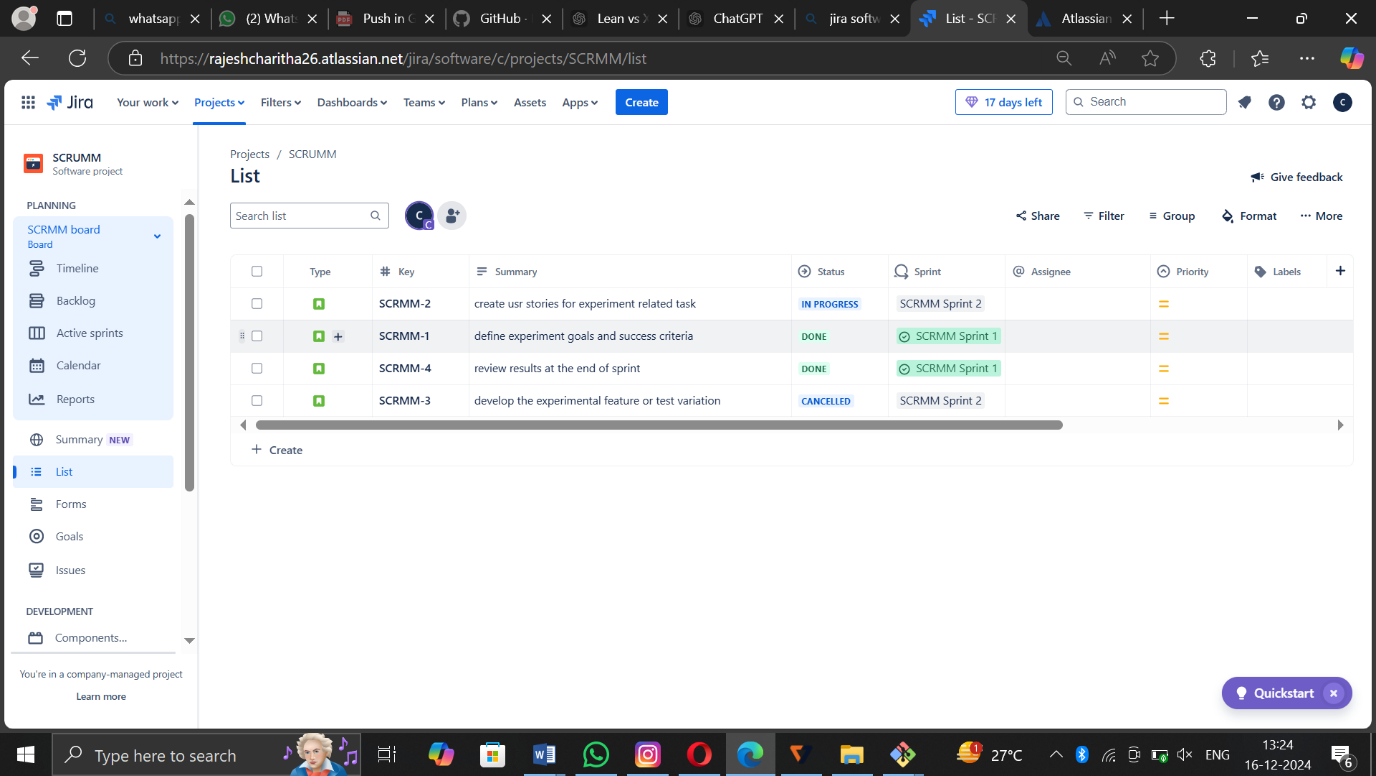 whatsapp
(2) What
Push in G
GitHub -
Lean vs X
ChatGPT
jira softw
List - SCR
Atlassian
https://rajeshcharitha26.atlassian.net/jira/software/c/projects/SCRMM/list
Jira Your work Projects Filters Dashboards Teams Plans Assets Apps Create 17 days left Search C
SCRUMM
Software project
PLANNING
SCRMM board
Board
Timeline
Backlog
Active sprints
Calendar
Reports
Summary NEW
List
Forms
Goals
Issues
DEVELOPMENT
Components...
You're in a company-managed project
Learn more
Projects / SCRUMM
List
Give feedback
Search list C C Share Filter Group Format More
Type Key Summary Status Sprint Assignee Priority Labels
SCRMM-2 create usr stories for experiment related task IN PROGRESS SCRMM Sprint 2
SCRMM-1 define experiment goals and success criteria DONE SCRMM Sprint 1
SCRMM-4 review results at the end of sprint DONE SCRMM Sprint 1
SCRMM-3 develop the experimental feature or test variation CANCELLED SCRMM Sprint 2
+ Create
Quickstart
Type here to search
1 27°C ENG 13:24
16-12-2024 6